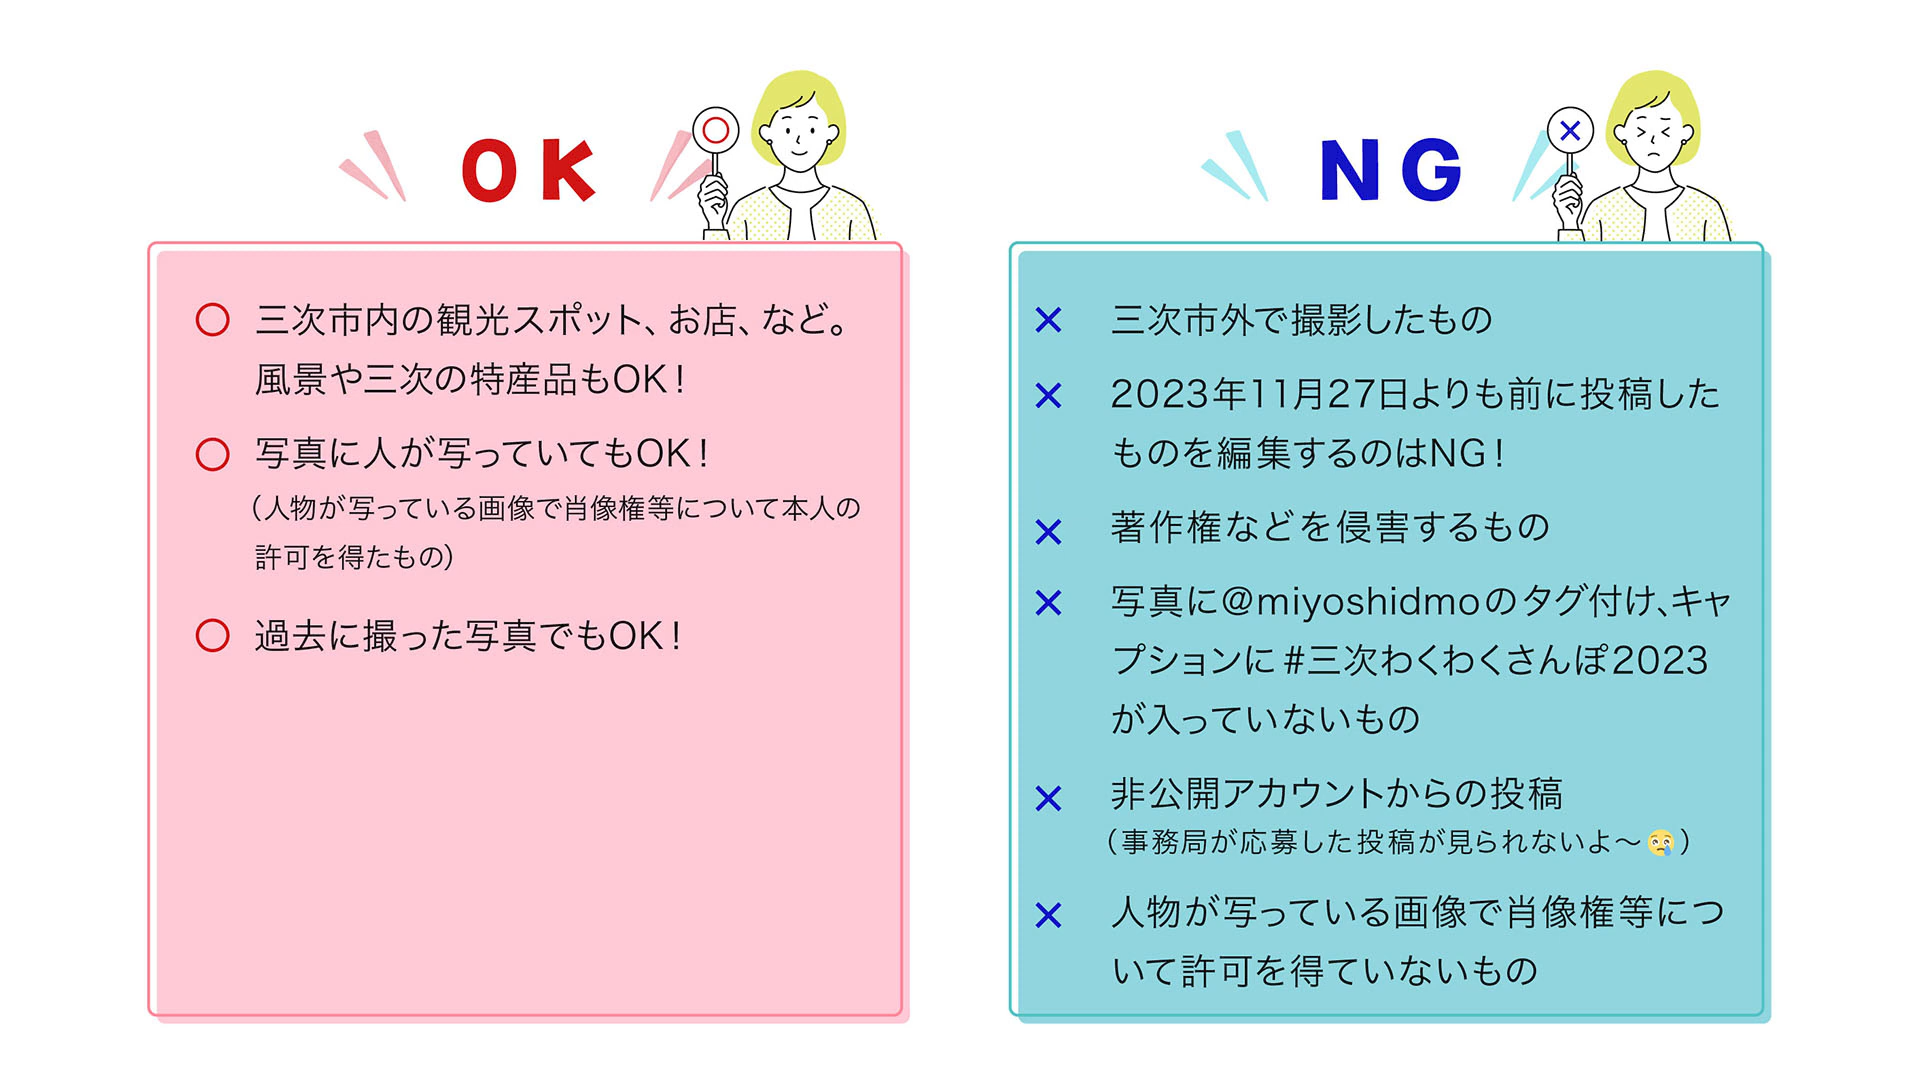 OK
○ 三次市内の観光スポット、お店、など。
風景や三次の特産品もOK！
○ 写真に人が写っていてもOK！
（人物が写っている画像で肖像権等について本人の
許可を得たもの）
○ 過去に撮った写真でもOK！
NG
× 三次市外で撮影したもの
× 2023年11月27日よりも前に投稿した
ものを編集するのはNG！
× 著作権などを侵害するもの
× 写真に@miyoshidmoのタグ付け、キャ
プションに #三次わくわくさんぽ2023
が入っていないもの
× 非公開アカウントからの投稿
（事務局が応募した投稿が見られないよ〜😢）
× 人物が写っている画像で肖像権等につ
いて許可を得ていないもの